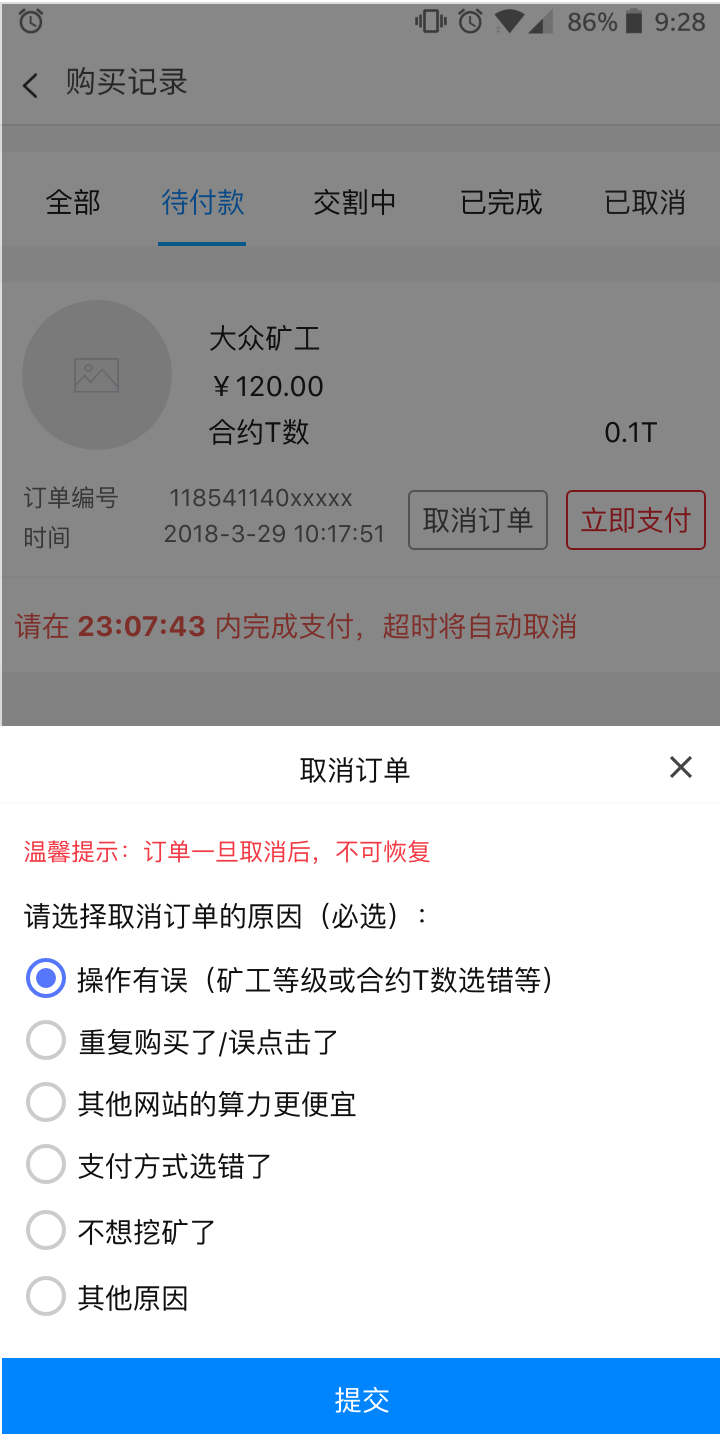 86% 9:28
购买记录
全部 待付款 交割中 已完成 已取消
大众矿工
￥120.00
合约T数 0.1T
订单编号 118541140xxxxx
时间 2018-3-29 10:17:51
取消订单 立即支付
请在 23:07:43 内完成支付，超时将自动取消
取消订单
温馨提示：订单一旦取消后，不可恢复
请选择取消订单的原因（必选）：
操作有误（矿工等级或合约T数选错等）
重复购买了/误点击了
其他网站的算力更便宜
支付方式选错了
不想挖矿了
其他原因
提交